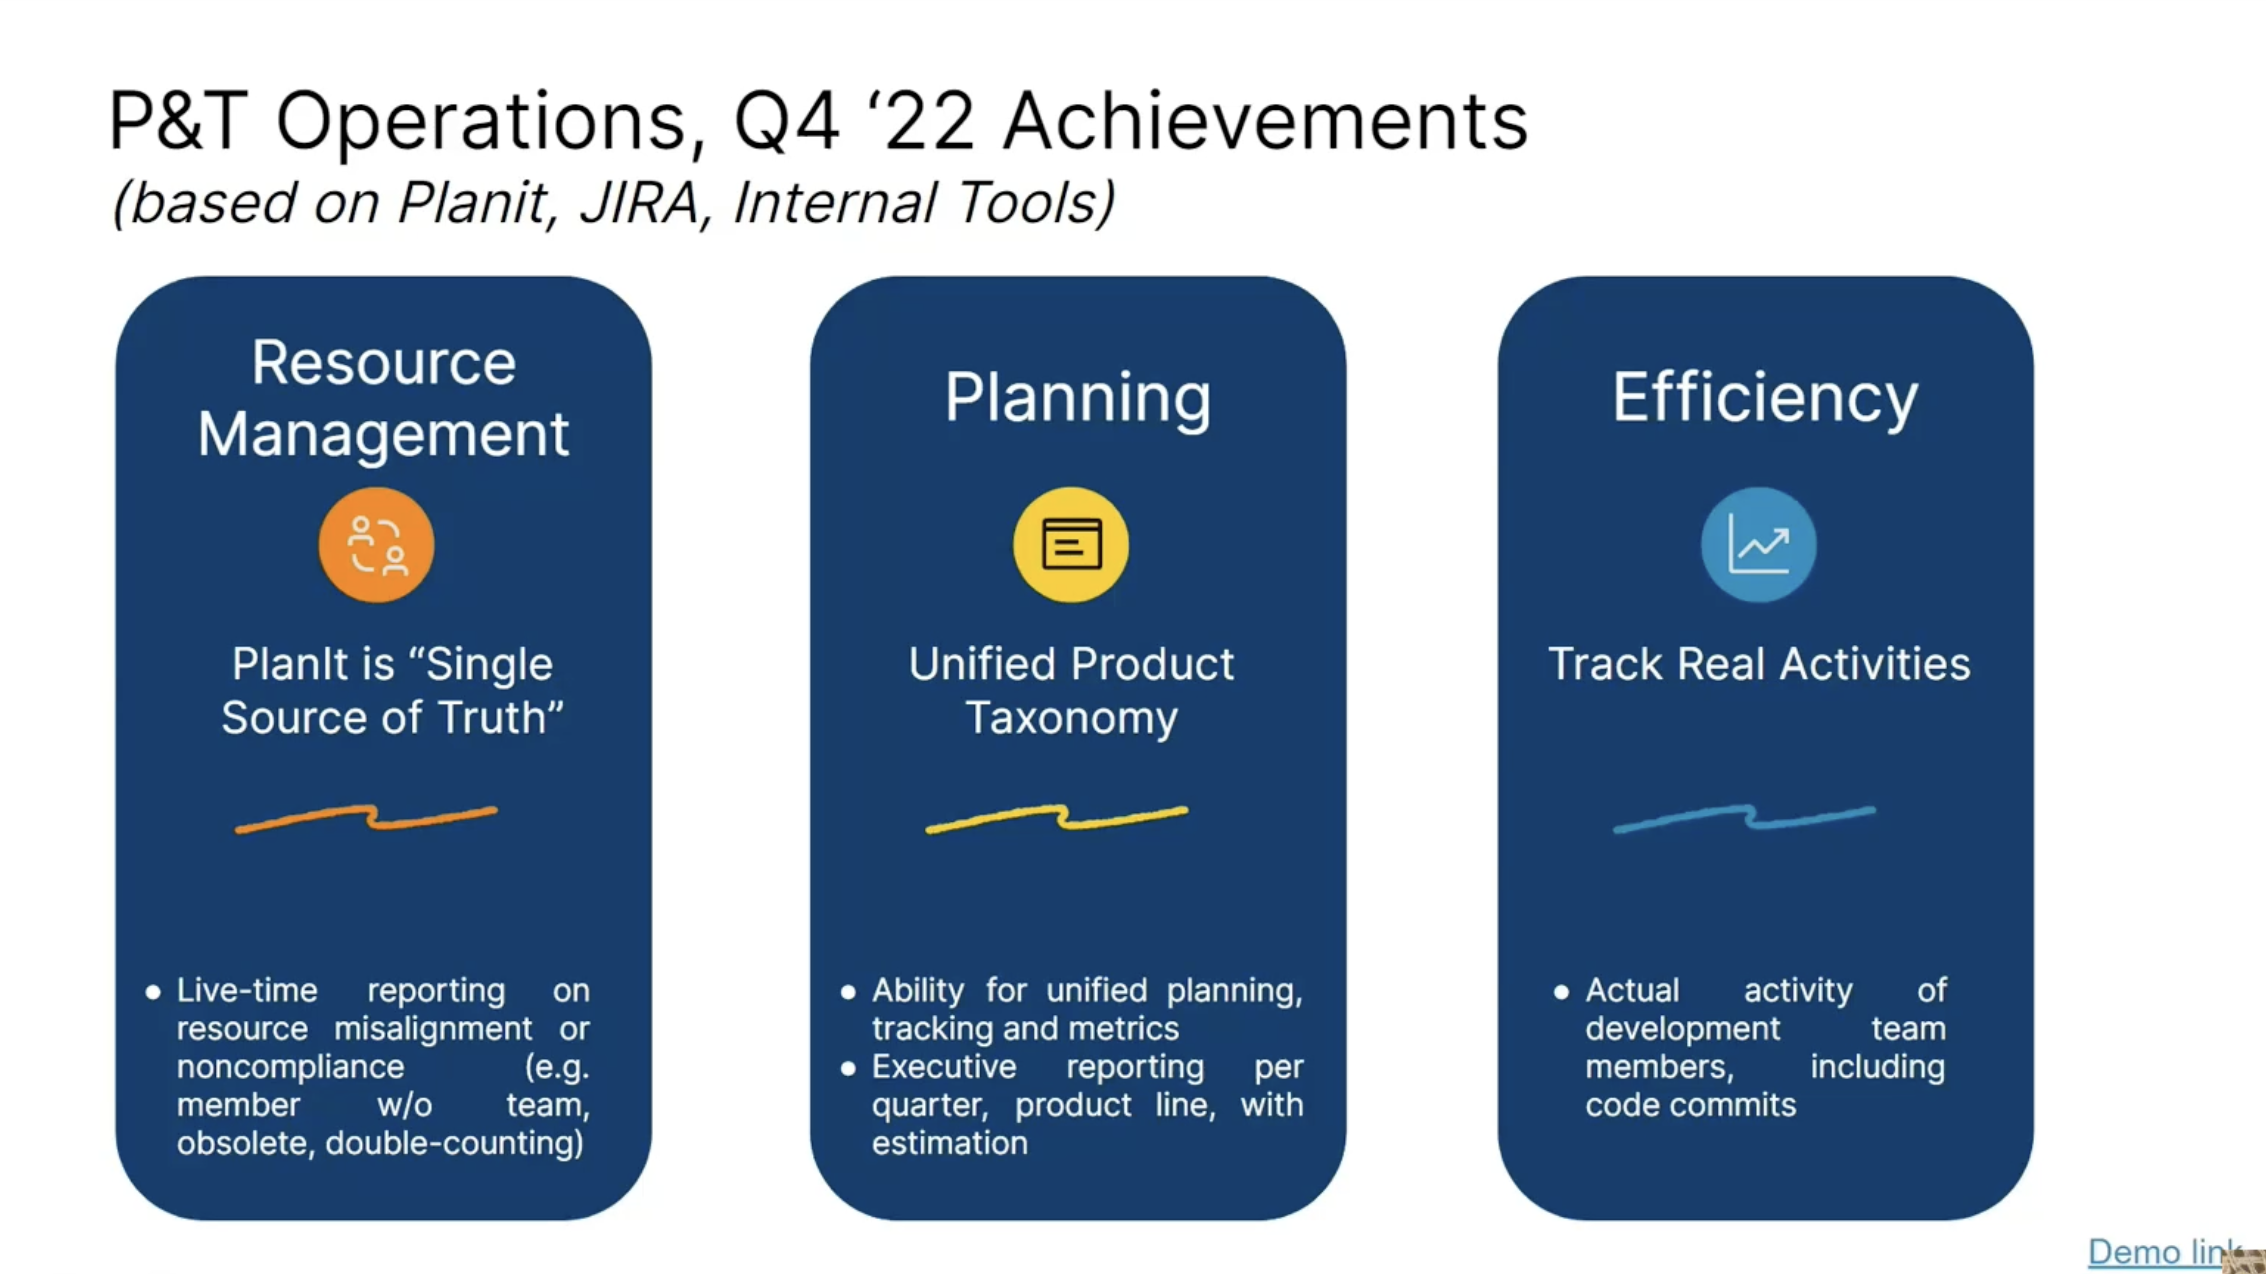 P&T Operations, Q4 ‘22 Achievements
(based on Planit, JIRA, Internal Tools)
Resource
Management
PlanIt is “Single
Source of Truth”
● Live-time reporting on
resource misalignment or
noncompliance (e.g.
member w/o team,
obsolete, double-counting)
Planning
Unified Product
Taxonomy
● Ability for unified planning,
tracking and metrics
● Executive reporting per
quarter, product line, with
estimation
Efficiency
Track Real Activities
● Actual activity of
development team
members, including
code commits
Demo link